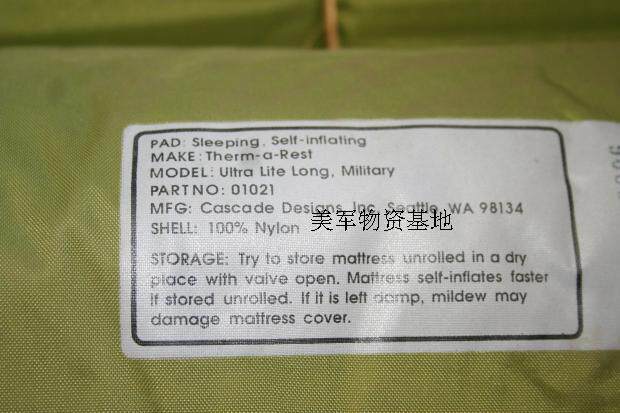 PAD: Sleeping, Self-inflating
MAKE: Therm-a-Rest
MODEL: Ultra Lite Long, Military
PART NO: 01021
MFG: Cascade Designs, Inc. Seattle, WA 98134
SHELL: 100% Nylon
美军物资基地
STORAGE: Try to store mattress unrolled in a dry
place with valve open. Mattress self-inflates faster
if stored unrolled. If it is left damp, mildew may
damage mattress cover.